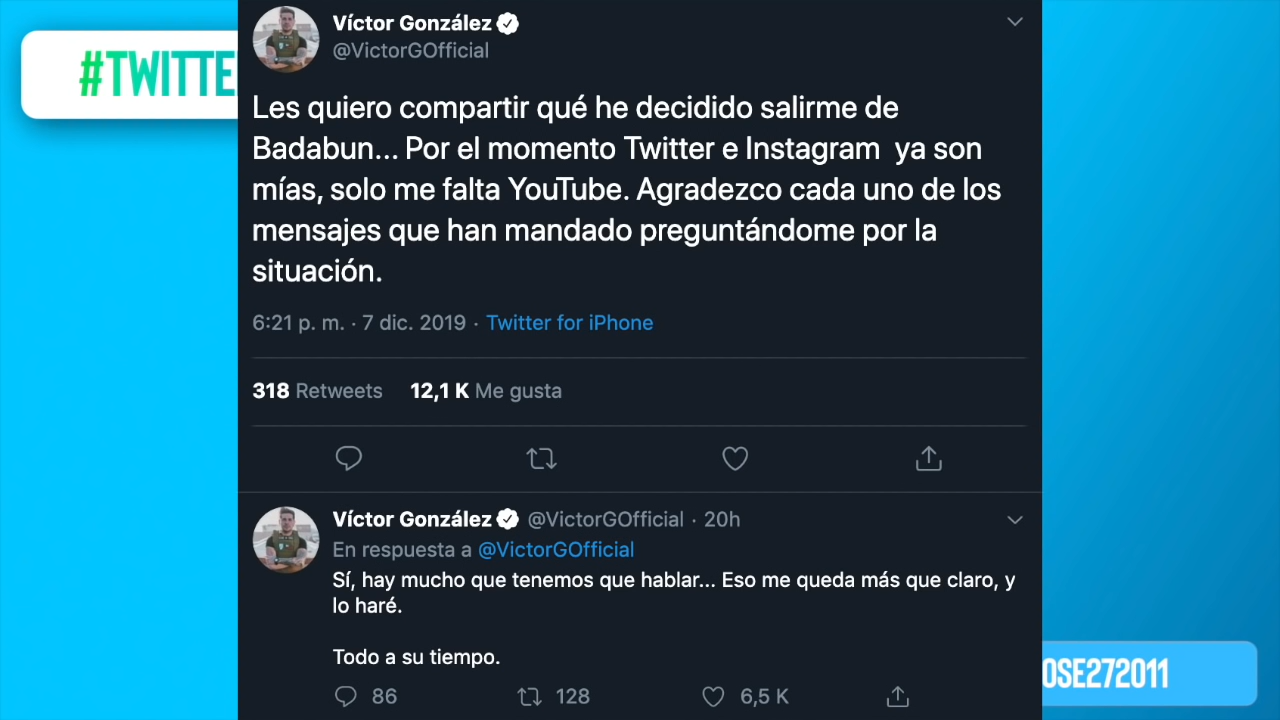 #TWITTE
Víctor González
@VictorGOfficial
Les quiero compartir qué he decidido salirme de
Badabun... Por el momento Twitter e Instagram ya son
mías, solo me falta YouTube. Agradezco cada uno de los
mensajes que han mandado preguntándome por la
situación.
6:21 p. m. · 7 dic. 2019 · Twitter for iPhone
318 Retweets 12,1 K Me gusta
Víctor González @VictorGOfficial · 20h
En respuesta a @VictorGOfficial
Sí, hay mucho que tenemos que hablar... Eso me queda más que claro, y
lo haré.
Todo a su tiempo.
86 128 6,5 K
OSE272011